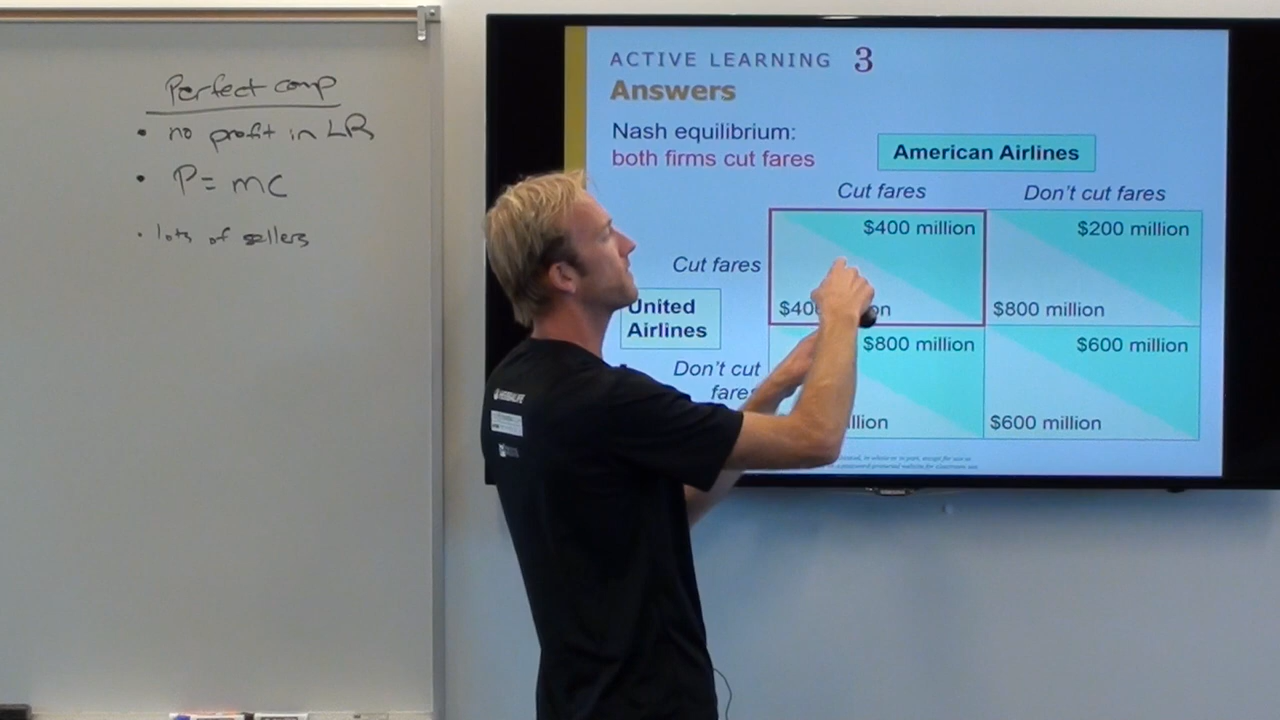 Perfect comp
• no profit in LR
• P = mc
• lots of sellers
ACTIVE LEARNING 3
Answers
Nash equilibrium:
both firms cut fares
American Airlines
Cut fares Don't cut fares
$400 million $200 million
Cut fares
$800 million
United
Airlines
$800 million $600 million
Don't cut
$600 million
HERBALIFE